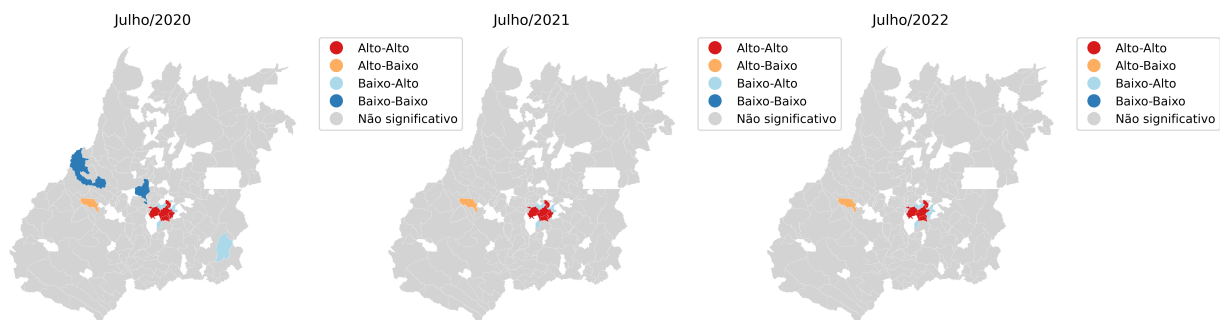 Julho/2020
Alto-Alto
Alto-Baixo
Baixo-Alto
Baixo-Baixo
Não significativo
Julho/2021
Alto-Alto
Alto-Baixo
Baixo-Alto
Baixo-Baixo
Não significativo
Julho/2022
Alto-Alto
Alto-Baixo
Baixo-Alto
Baixo-Baixo
Não significativo